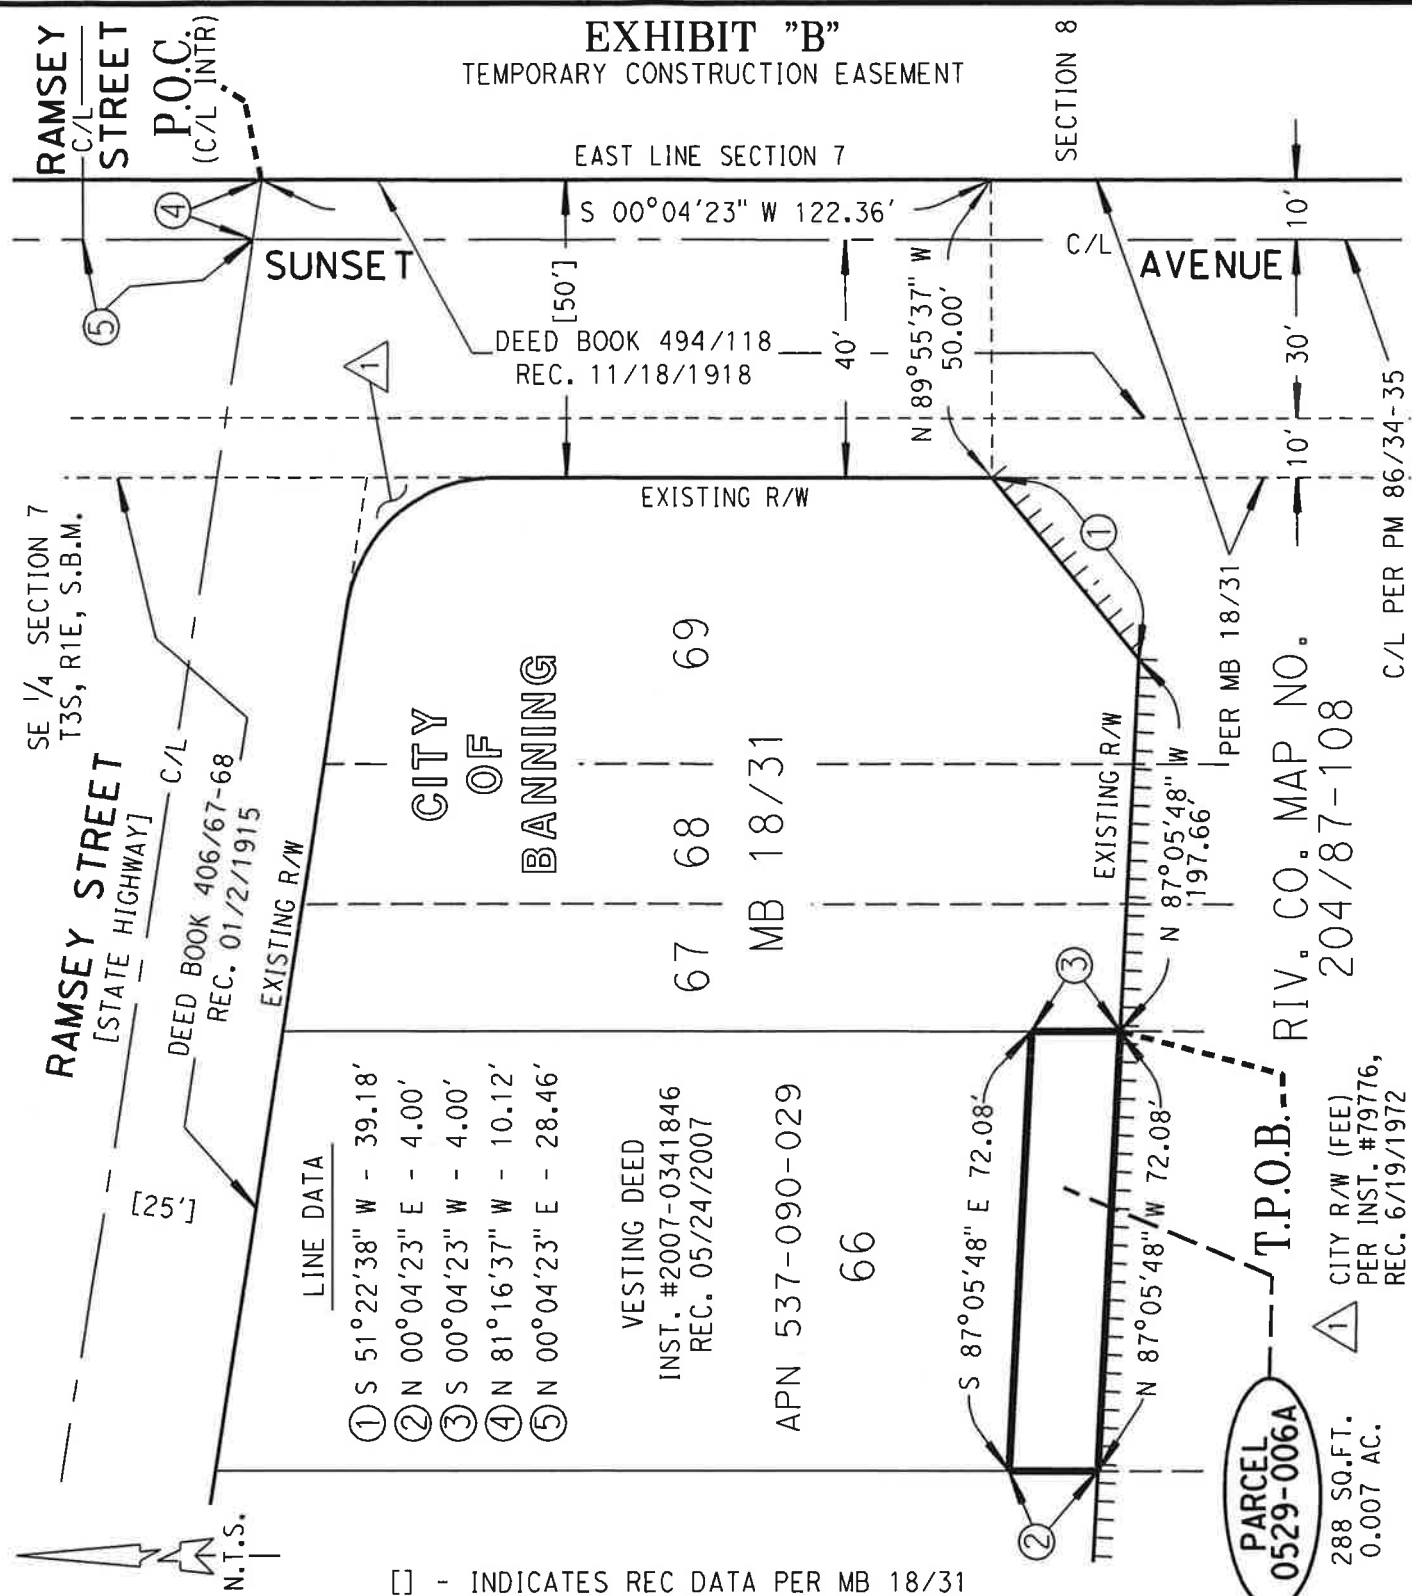 EXHIBIT "B"
TEMPORARY CONSTRUCTION EASEMENT
RAMSEY
C/L
STREET
P.O.C.
(C/L INTR)
SECTION 8
EAST LINE SECTION 7
S 00°04'23" W 122.36'
10'
4
5
SUNSET
C/L
AVENUE
[50']
40'
30'
10'
N 89°55'37" W
50.00'
DEED BOOK 494/118
REC. 11/18/1918
1
EXISTING R/W
1
PER MB 18/31
C/L PER PM 86/34-35
SE 1/4 SECTION 7
T3S, R1E, S.B.M.
RAMSEY STREET
[STATE HIGHWAY]
C/L
DEED BOOK 406/67-68
REC. 01/2/1915
EXISTING R/W
[25']
CITY
OF
BANNING
67 68 69
MB 18/31
EXISTING R/W
N 87°05'48" W
197.66'
RIV. CO. MAP NO.
204/87-108
LINE DATA
1 S 51°22'38" W - 39.18'
2 N 00°04'23" E - 4.00'
3 S 00°04'23" W - 4.00'
4 N 81°16'37" W - 10.12'
5 N 00°04'23" E - 28.46'
VESTING DEED
INST. #2007-0341846
REC. 05/24/2007
APN 537-090-029
66
3
S 87°05'48" E 72.08'
N 87°05'48" W 72.08'
2
T.P.O.B.
1 CITY R/W (FEE)
PER INST. #79776,
REC. 6/19/1972
PARCEL
0529-006A
288 SQ.FT.
0.007 AC.
N.T.S.
[] - INDICATES REC DATA PER MB 18/31